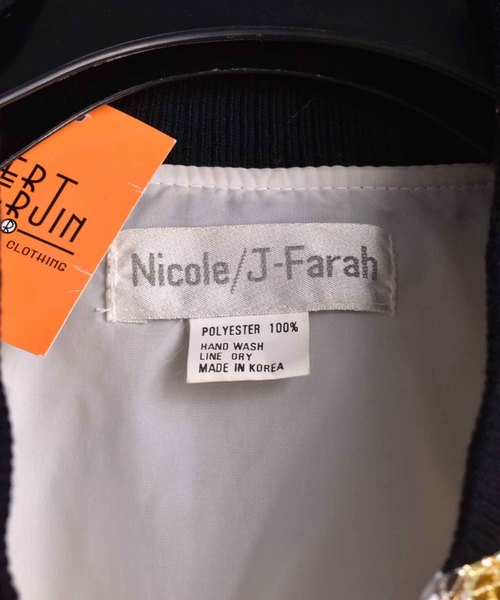 CLOTHING
Nicole/J-Farah
POLYESTER 100%
HAND WASH
LINE DRY
MADE IN KOREA